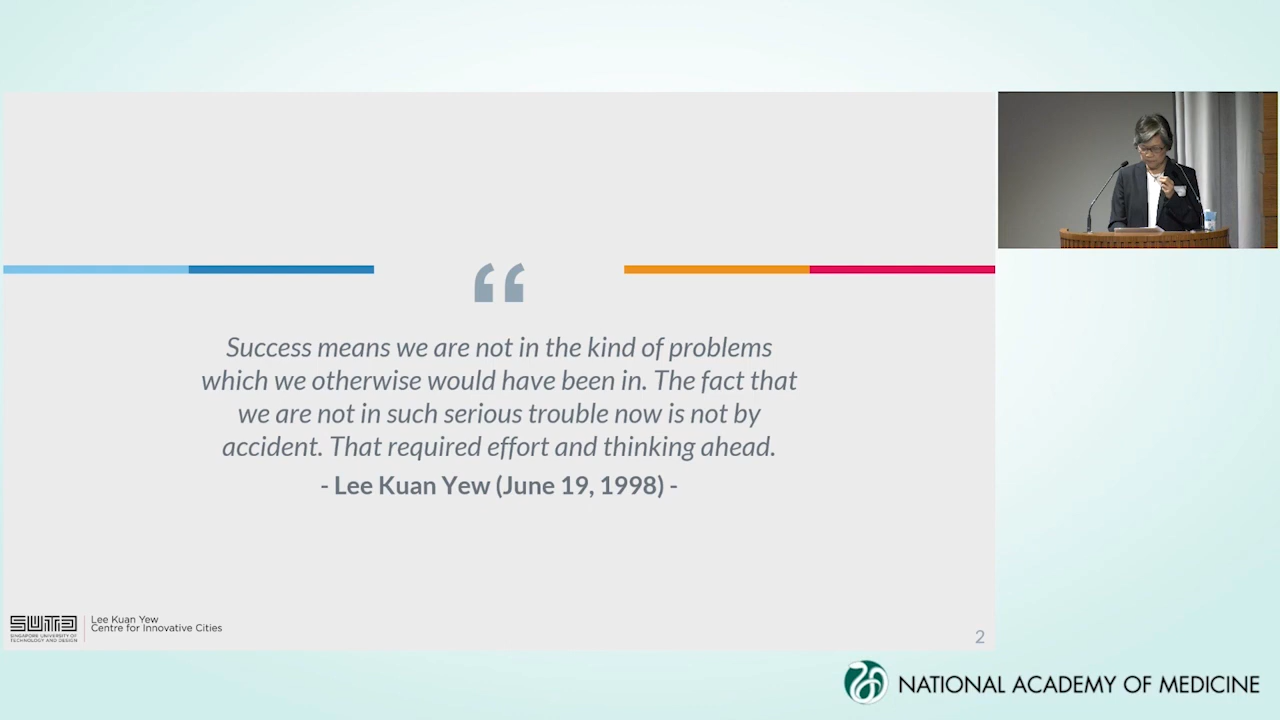 “
Success means we are not in the kind of problems
which we otherwise would have been in. The fact that
we are not in such serious trouble now is not by
accident. That required effort and thinking ahead.
- Lee Kuan Yew (June 19, 1998) -
SUTD
SINGAPORE UNIVERSITY OF
TECHNOLOGY AND DESIGN
Lee Kuan Yew
Centre for Innovative Cities
2
NATIONAL ACADEMY OF MEDICINE